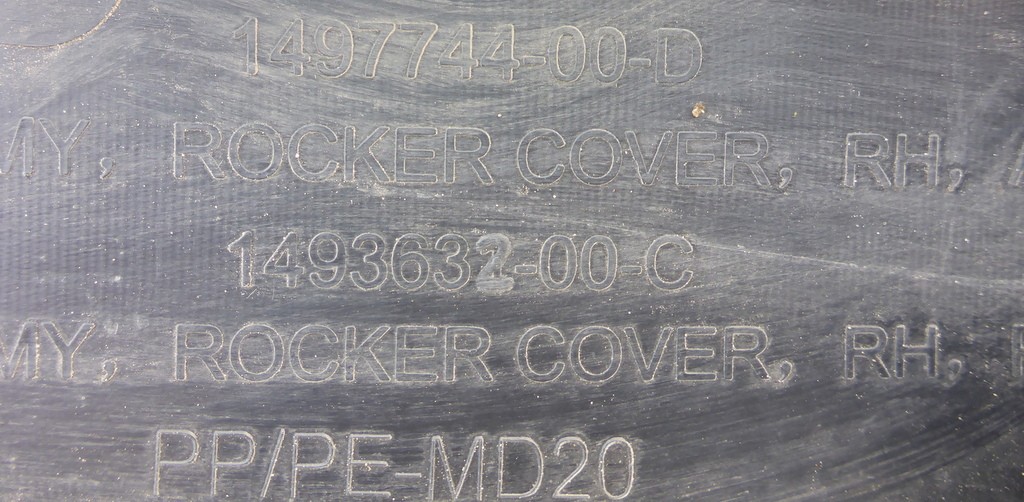 1497744-00-D
MY, ROCKER COVER, RH,
1493632-00-C
MY, ROCKER COVER, RH,
PP/PE-MD20